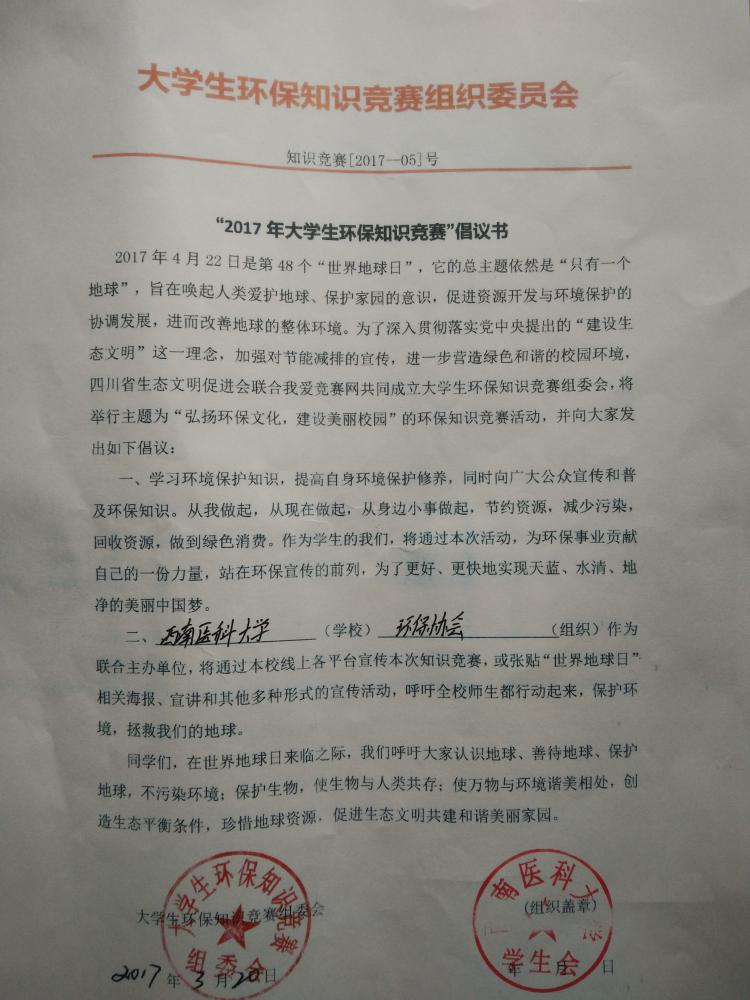 大学生环保知识竞赛组织委员会
知识竞赛[2017—05]号
“2017 年大学生环保知识竞赛”倡议书
2017 年 4 月 22 日是第 48 个“世界地球日”，它的总主题依然是“只有一个
地球”，旨在唤起人类爱护地球、保护家园的意识，促进资源开发与环境保护的
协调发展，进而改善地球的整体环境。为了深入贯彻落实党中央提出的“建设生
态文明”这一理念，加强对节能减排的宣传，进一步营造绿色和谐的校园环境，
四川省生态文明促进会联合我爱竞赛网共同成立大学生环保知识竞赛组委会，将
举行主题为“弘扬环保文化，建设美丽校园”的环保知识竞赛活动，并向大家发
出如下倡议：
一、学习环境保护知识，提高自身环境保护修养，同时向广大公众宣传和普
及环保知识。从我做起，从现在做起，从身边小事做起，节约资源，减少污染，
回收资源，做到绿色消费。作为学生的我们，将通过本次活动，为环保事业贡献
自己的一份力量，站在环保宣传的前列，为了更好、更快地实现天蓝、水清、地
净的美丽中国梦。
二、西南医科大学（学校）环保协会（组织）作为
联合主办单位，将通过本校线上各平台宣传本次知识竞赛，或张贴“世界地球日”
相关海报、宣讲和其他多种形式的宣传活动，呼吁全校师生都行动起来，保护环
境，拯救我们的地球。
同学们，在世界地球日来临之际，我们呼吁大家认识地球、善待地球、保护
地球，不污染环境；保护生物，使生物与人类共存；使万物与环境谐美相处，创
造生态平衡条件，珍惜地球资源，促进生态文明共建和谐美丽家园。
大学生环保知识竞赛
组委会
大学生环保知识竞赛组委会
2017 年 3 月 20 日
南医科大
学生会
（组织盖章）
年 月 日